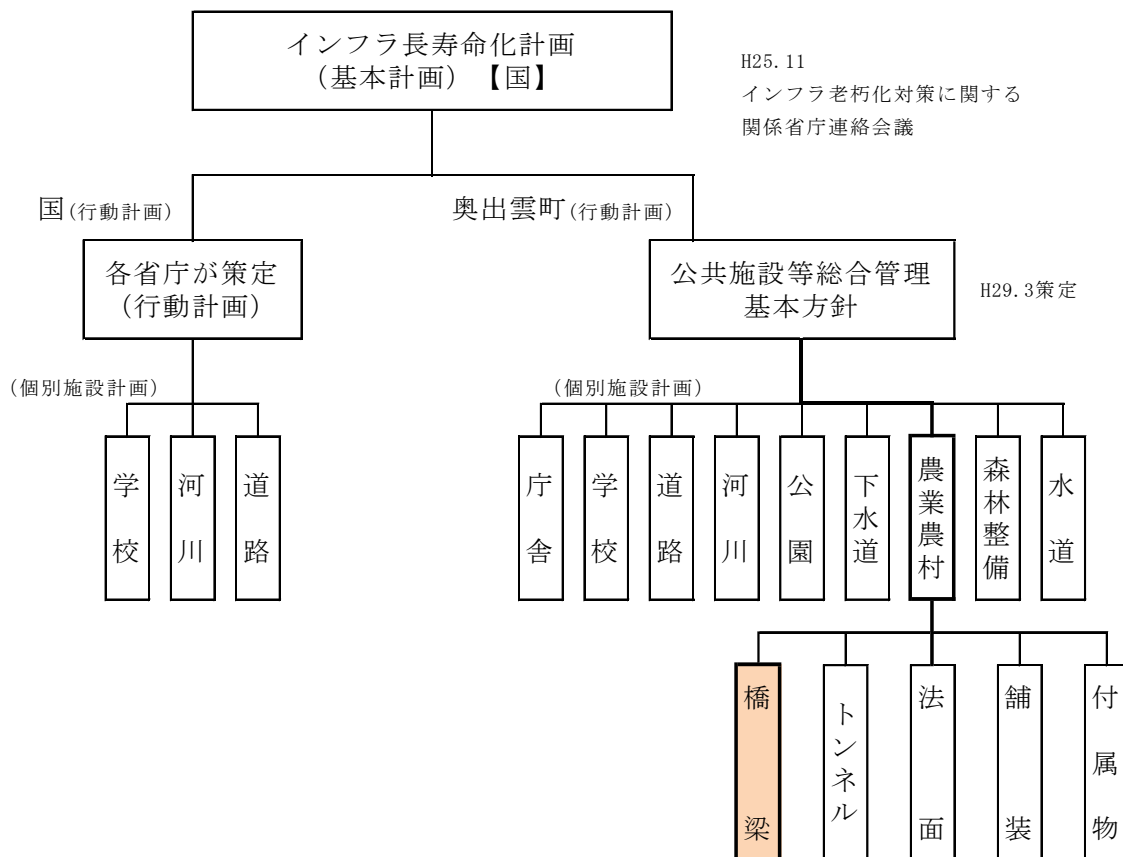 インフラ長寿命化計画
(基本計画)【国】
H25.11
インフラ老朽化対策に関する
関係省庁連絡会議
国(行動計画)
奥出雲町(行動計画)
各省庁が策定
(行動計画)
公共施設等総合管理
基本方針
H29.3策定
(個別施設計画)
(個別施設計画)
学校
河川
道路
庁舎
学校
道路
河川
公園
下水道
農業農村
森林整備
水道
橋梁
トンネル
法面
舗装
付属物